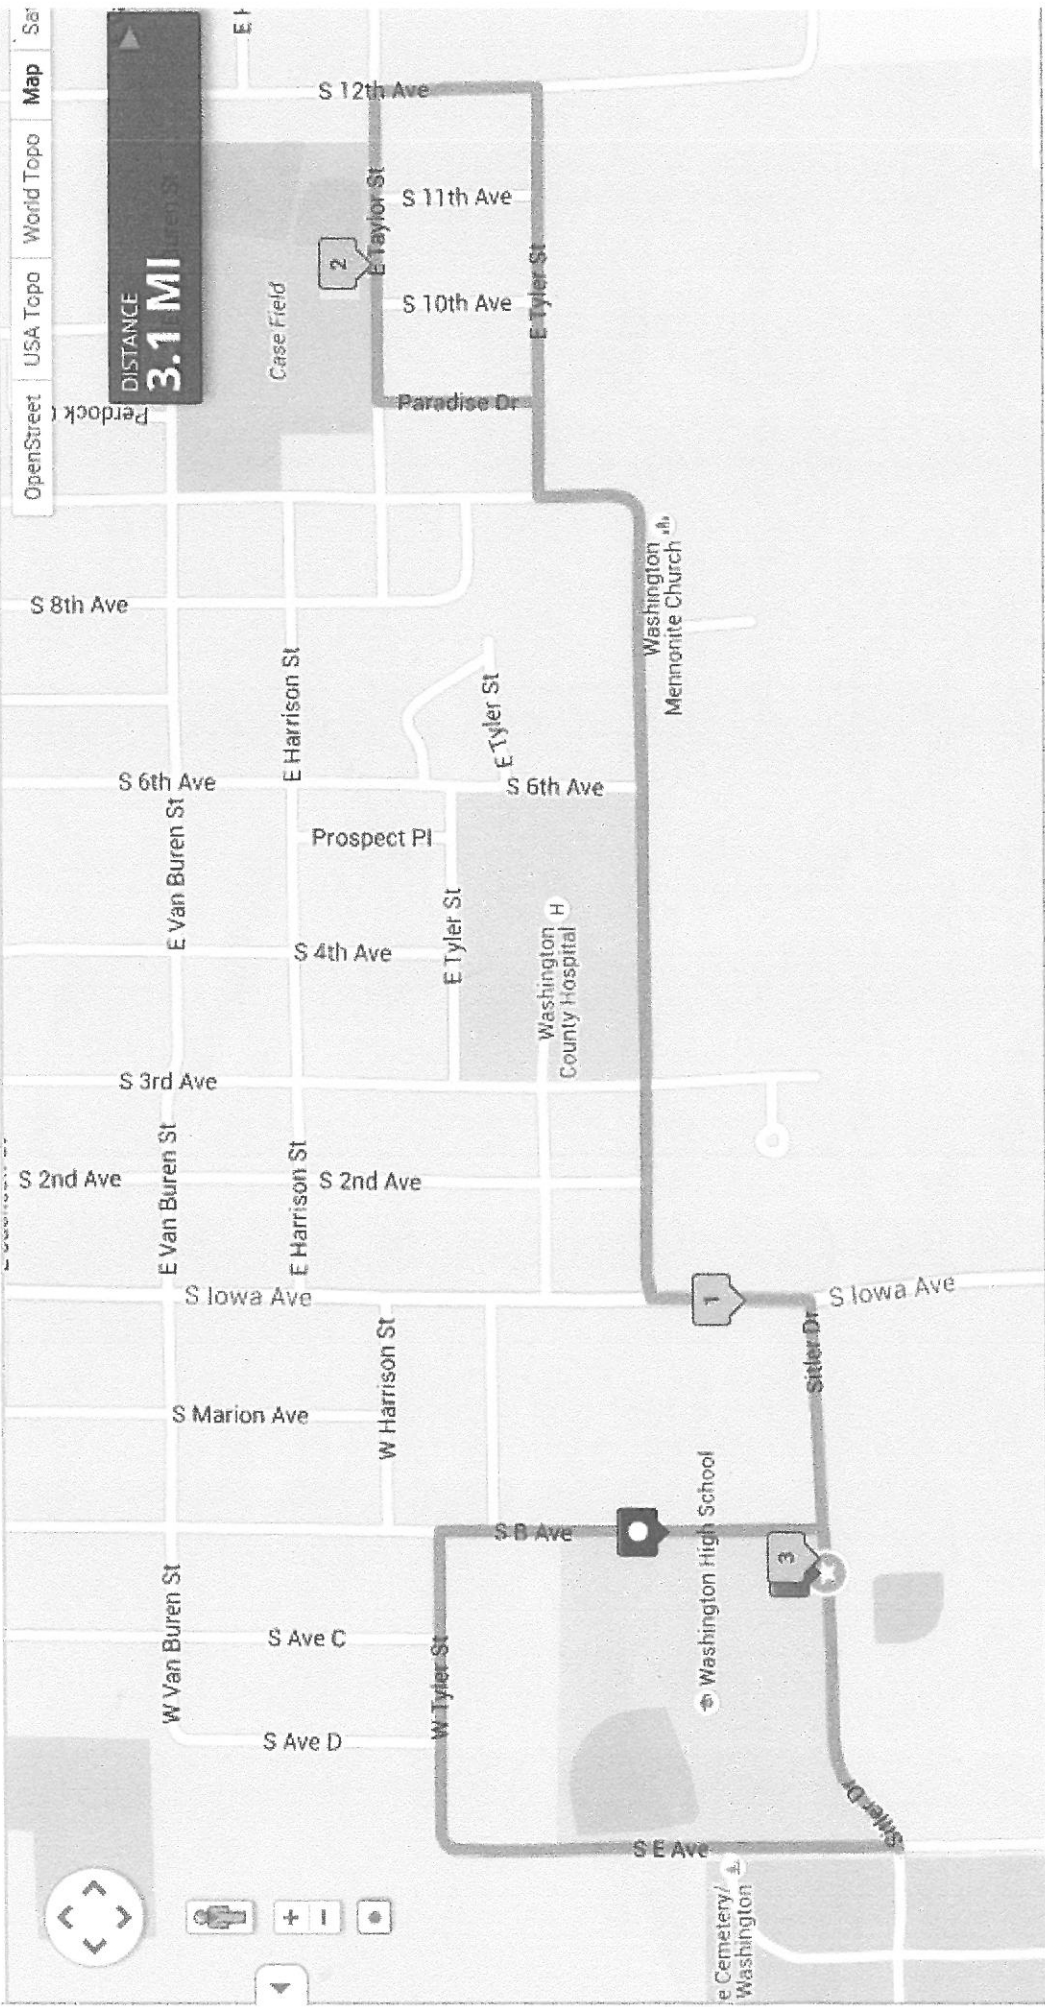 OpenStreet
USA Topo
World Topo
Map
Sa
DISTANCE
3.1 MI
Perdock
E H
S 12th Ave
E Taylor St
S 11th Ave
2
Case Field
S 10th Ave
E Tyler St
Paradise Dr
S 8th Ave
E Harrison St
Washington
Mennonite Church
E Tyler St
S 6th Ave
S 6th Ave
E Van Buren St
Prospect Pl
E Tyler St
S 4th Ave
Washington
County Hospital
H
S 3rd Ave
S 2nd Ave
E Van Buren St
E Harrison St
S 2nd Ave
S Iowa Ave
1
S Iowa Ave
Sitler Dr
S Marion Ave
W Harrison St
S B Ave
Washington High School
3
W Van Buren St
S Ave C
W Tyler St
S Ave D
Sitler Dr
S E Ave
e Cemetery/
Washington
+
−